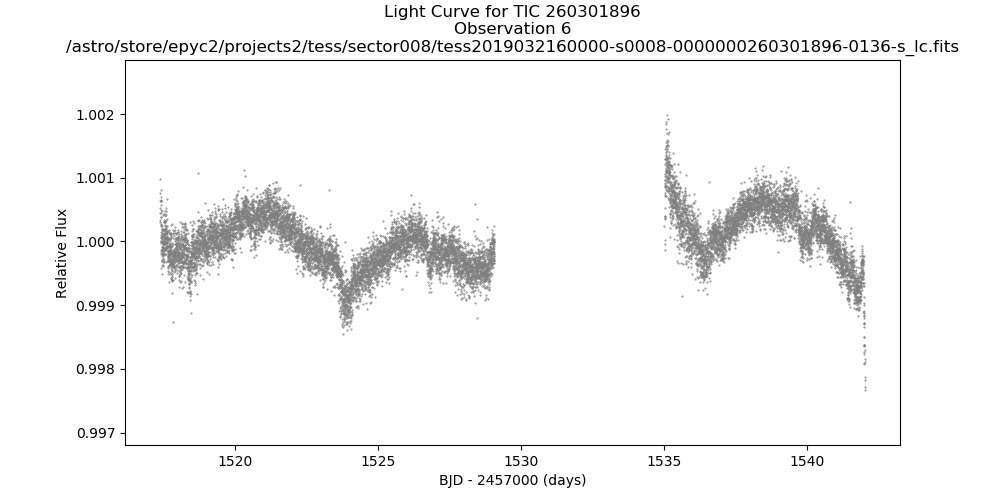 Light Curve for TIC 260301896
Observation 6
/astro/store/epyc2/projects2/tess/sector008/tess2019032160000-s0008-0000000260301896-0136-s_lc.fits
1.002
1.001
1.000
0.999
0.998
0.997
Relative Flux
1520
1525
1530
1535
1540
BJD - 2457000 (days)